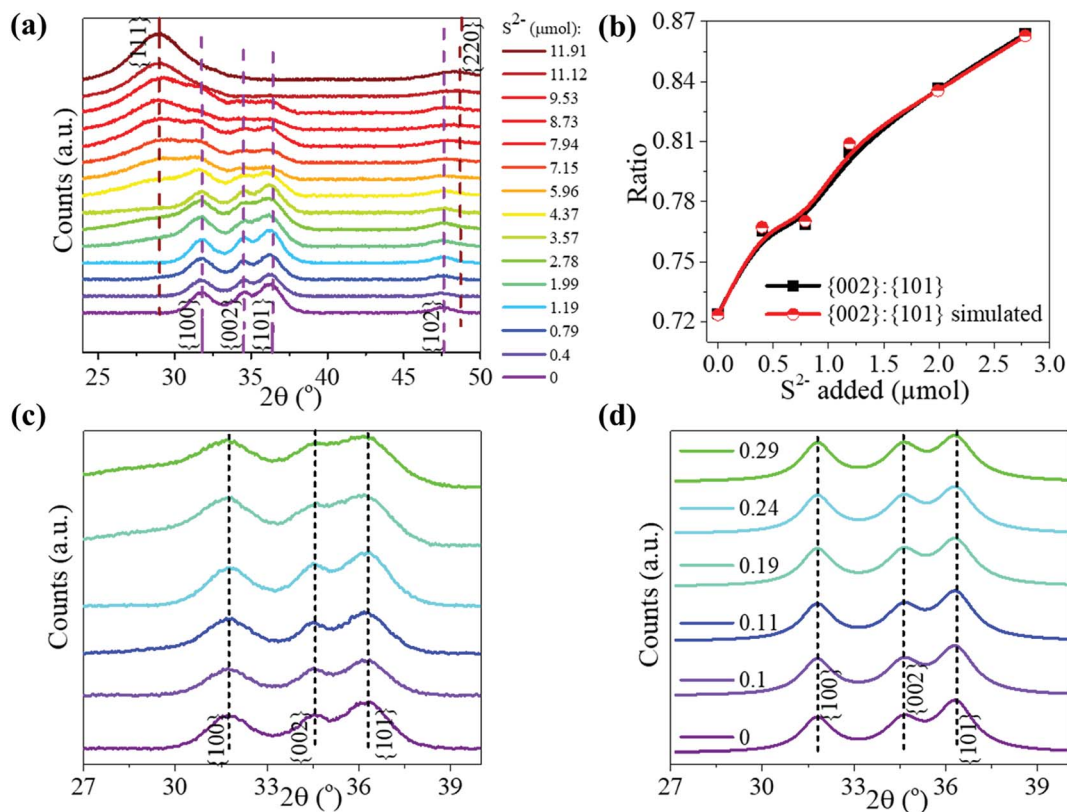 (a)
Counts (a.u.)
{111}
{220}
{100}
{002}
{101}
{102}
25 30 35 40 45 50
2θ (°)
S²⁻
(μmol):
11.91
11.12
9.53
8.73
7.94
7.15
5.96
4.37
3.57
2.78
1.99
1.19
0.79
0.4
0
(b)
Ratio
0.87
0.84
0.81
0.78
0.75
0.72
{002}:{101}
{002}:{101} simulated
0.0 0.5 1.0 1.5 2.0 2.5 3.0
S²⁻ added (μmol)
(c)
Counts (a.u.)
{100}
{002}
{101}
27 30 33 36 39
2θ (°)
(d)
Counts (a.u.)
0.29
0.24
0.19
0.11
0.1
0
{100}
{002}
{101}
27 30 33 36 39
2θ (°)